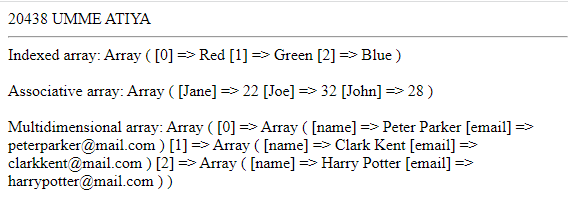 20438 UMME ATIYA
Indexed array: Array ( [0] => Red [1] => Green [2] => Blue )
Associative array: Array ( [Jane] => 22 [Joe] => 32 [John] => 28 )
Multidimensional array: Array ( [0] => Array ( [name] => Peter Parker [email] =>
peterparker@mail.com ) [1] => Array ( [name] => Clark Kent [email] =>
clarkkent@mail.com ) [2] => Array ( [name] => Harry Potter [email] =>
harrypotter@mail.com ) )